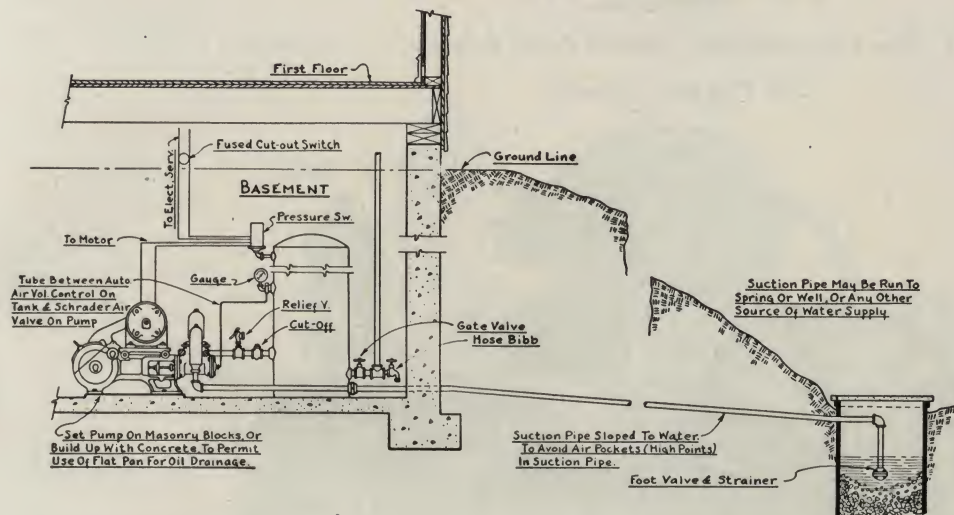 First Floor
Fused Cut-out Switch
To Elect. Serv.
Ground Line
BASEMENT
Pressure Sw.
To Motor
Gauge
Tube Between Auto.
Air Vol. Control On
Tank & Schrader Air
Valve On Pump
Relief V.
Cut-Off
Gate Valve
Hose Bibb
Suction Pipe May Be Run To
Spring Or Well, Or Any Other
Source Of Water Supply
Set Pump On Masonry Blocks, Or
Build Up With Concrete, To Permit
Use Of Flat Pan For Oil Drainage.
Suction Pipe Sloped To Water
To Avoid Air Pockets (High Points)
In Suction Pipe.
Foot Valve & Strainer